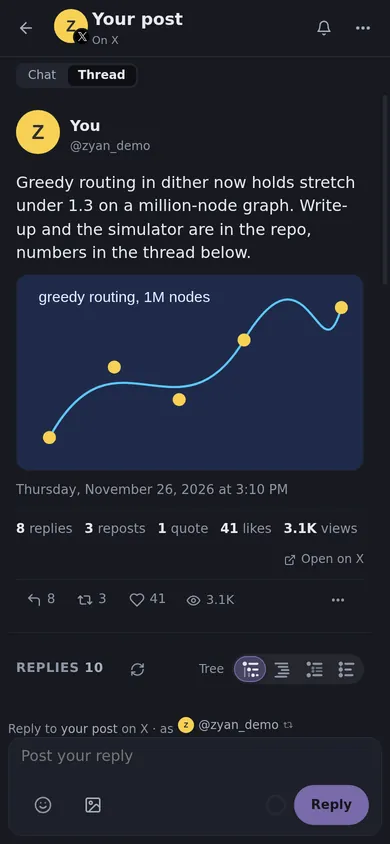 Z
Your post
On X
Chat
Thread
Z
You
@zyan_demo
Greedy routing in dither now holds stretch
under 1.3 on a million-node graph. Write-
up and the simulator are in the repo,
numbers in the thread below.
greedy routing, 1M nodes
Thursday, November 26, 2026 at 3:10 PM
8 replies 3 reposts 1 quote 41 likes 3.1K views
Open on X
8 3 41 3.1K
REPLIES 10
Tree
Reply to your post on X · as Z @zyan_demo
Post your reply
Reply